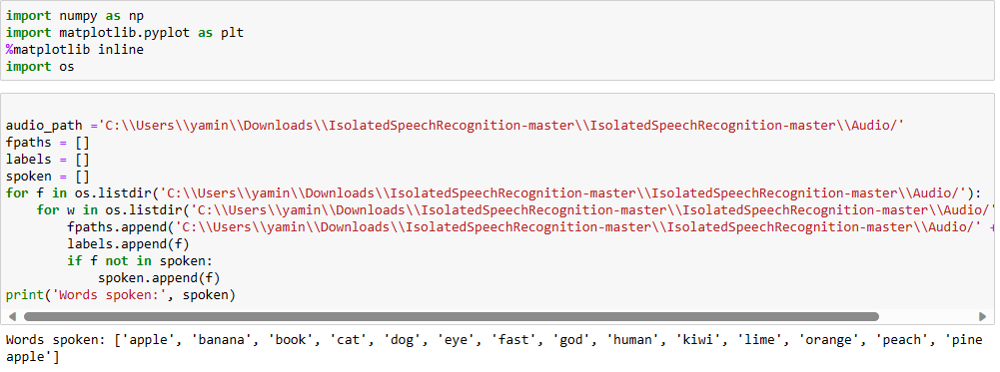 import numpy as np
import matplotlib.pyplot as plt
%matplotlib inline
import os
audio_path ='C:\\Users\\yamin\\Downloads\\IsolatedSpeechRecognition-master\\IsolatedSpeechRecognition-master\\Audio/'
fpaths = []
labels = []
spoken = []
for f in os.listdir('C:\\Users\\yamin\\Downloads\\IsolatedSpeechRecognition-master\\IsolatedSpeechRecognition-master\\Audio/'):
    for w in os.listdir('C:\\Users\\yamin\\Downloads\\IsolatedSpeechRecognition-master\\IsolatedSpeechRecognition-master\\Audio/'
        fpaths.append('C:\\Users\\yamin\\Downloads\\IsolatedSpeechRecognition-master\\IsolatedSpeechRecognition-master\\Audio/' +
        labels.append(f)
        if f not in spoken:
            spoken.append(f)
print('Words spoken:', spoken)
Words spoken: ['apple', 'banana', 'book', 'cat', 'dog', 'eye', 'fast', 'god', 'human', 'kiwi', 'lime', 'orange', 'peach', 'pine
apple']